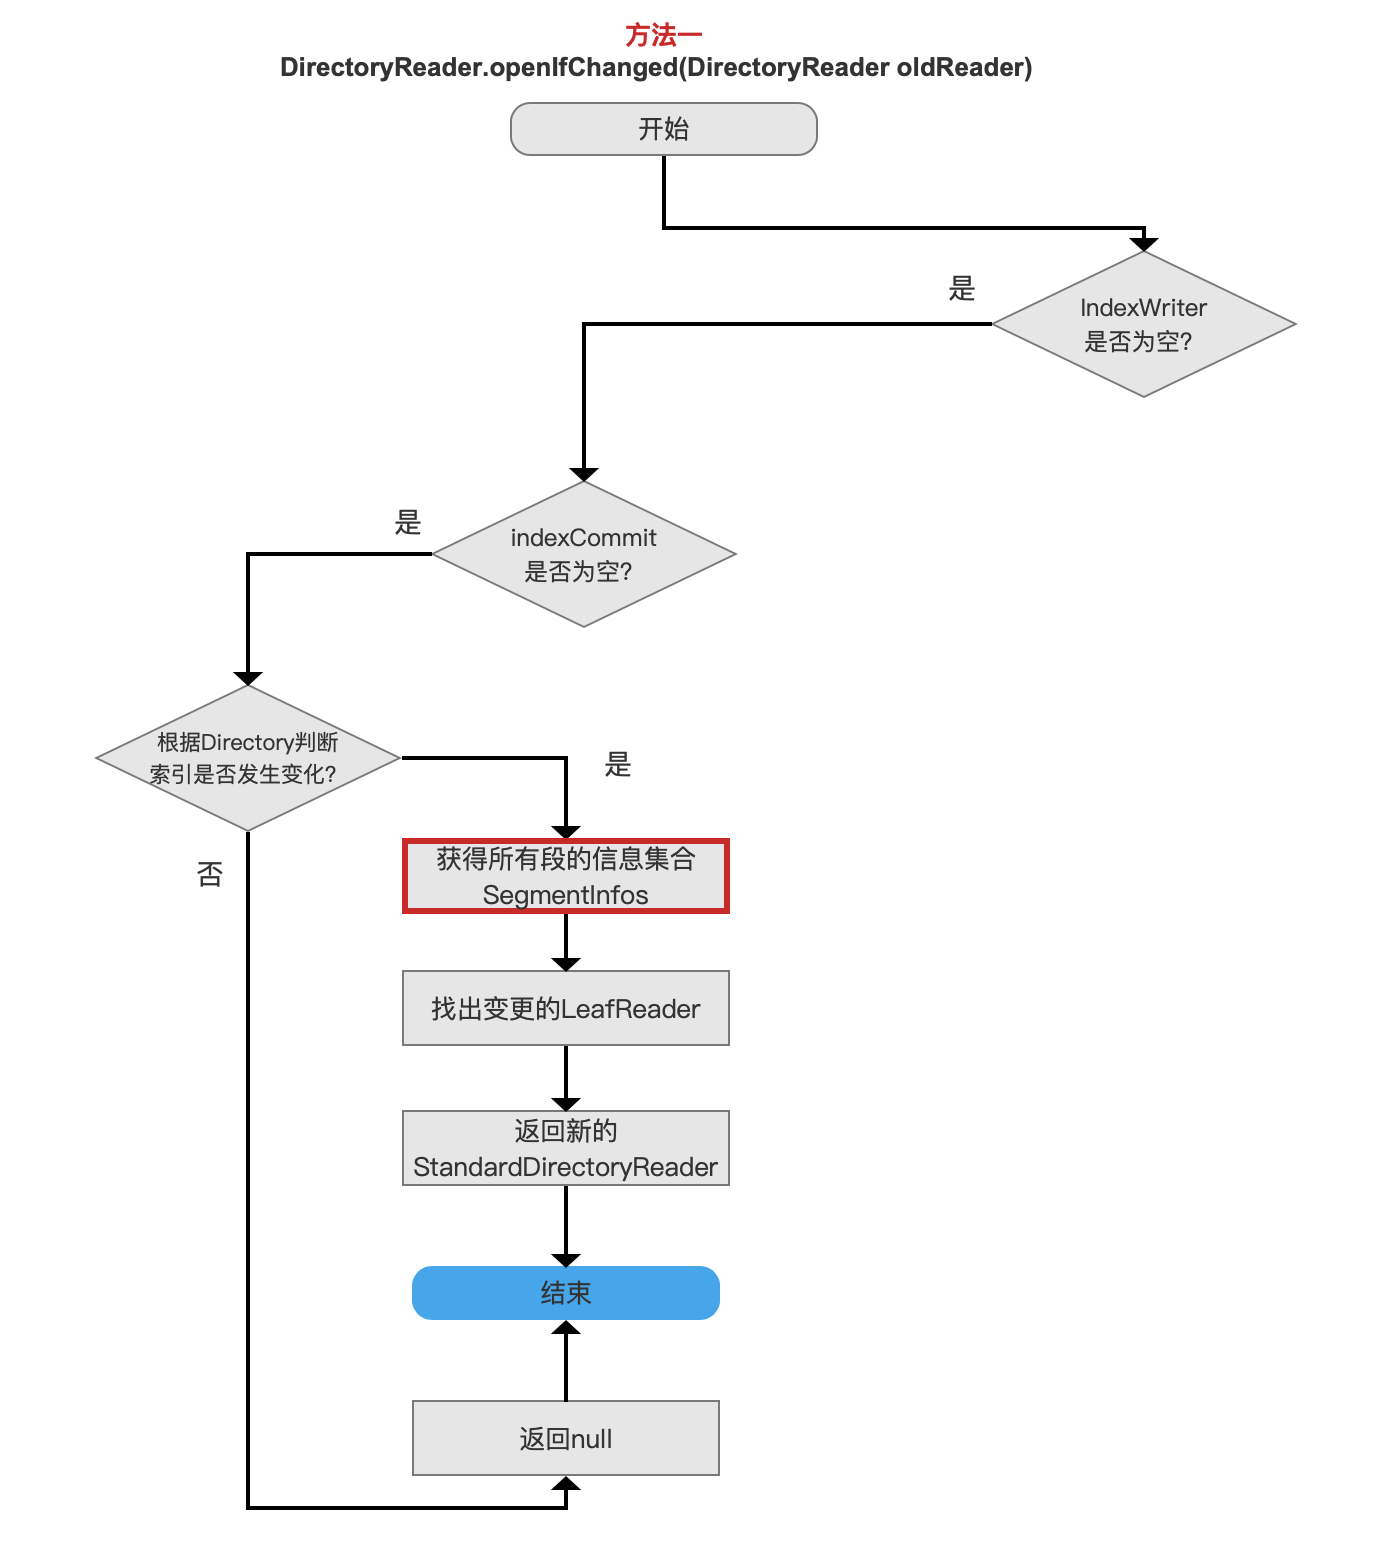 方法一
DirectoryReader.openIfChanged(DirectoryReader oldReader)
开始
是
IndexWriter
是否为空?
是
indexCommit
是否为空?
根据Directory判断
索引是否发生变化?
是
否
获得所有段的信息集合
SegmentInfos
找出变更的LeafReader
返回新的
StandardDirectoryReader
结束
返回null